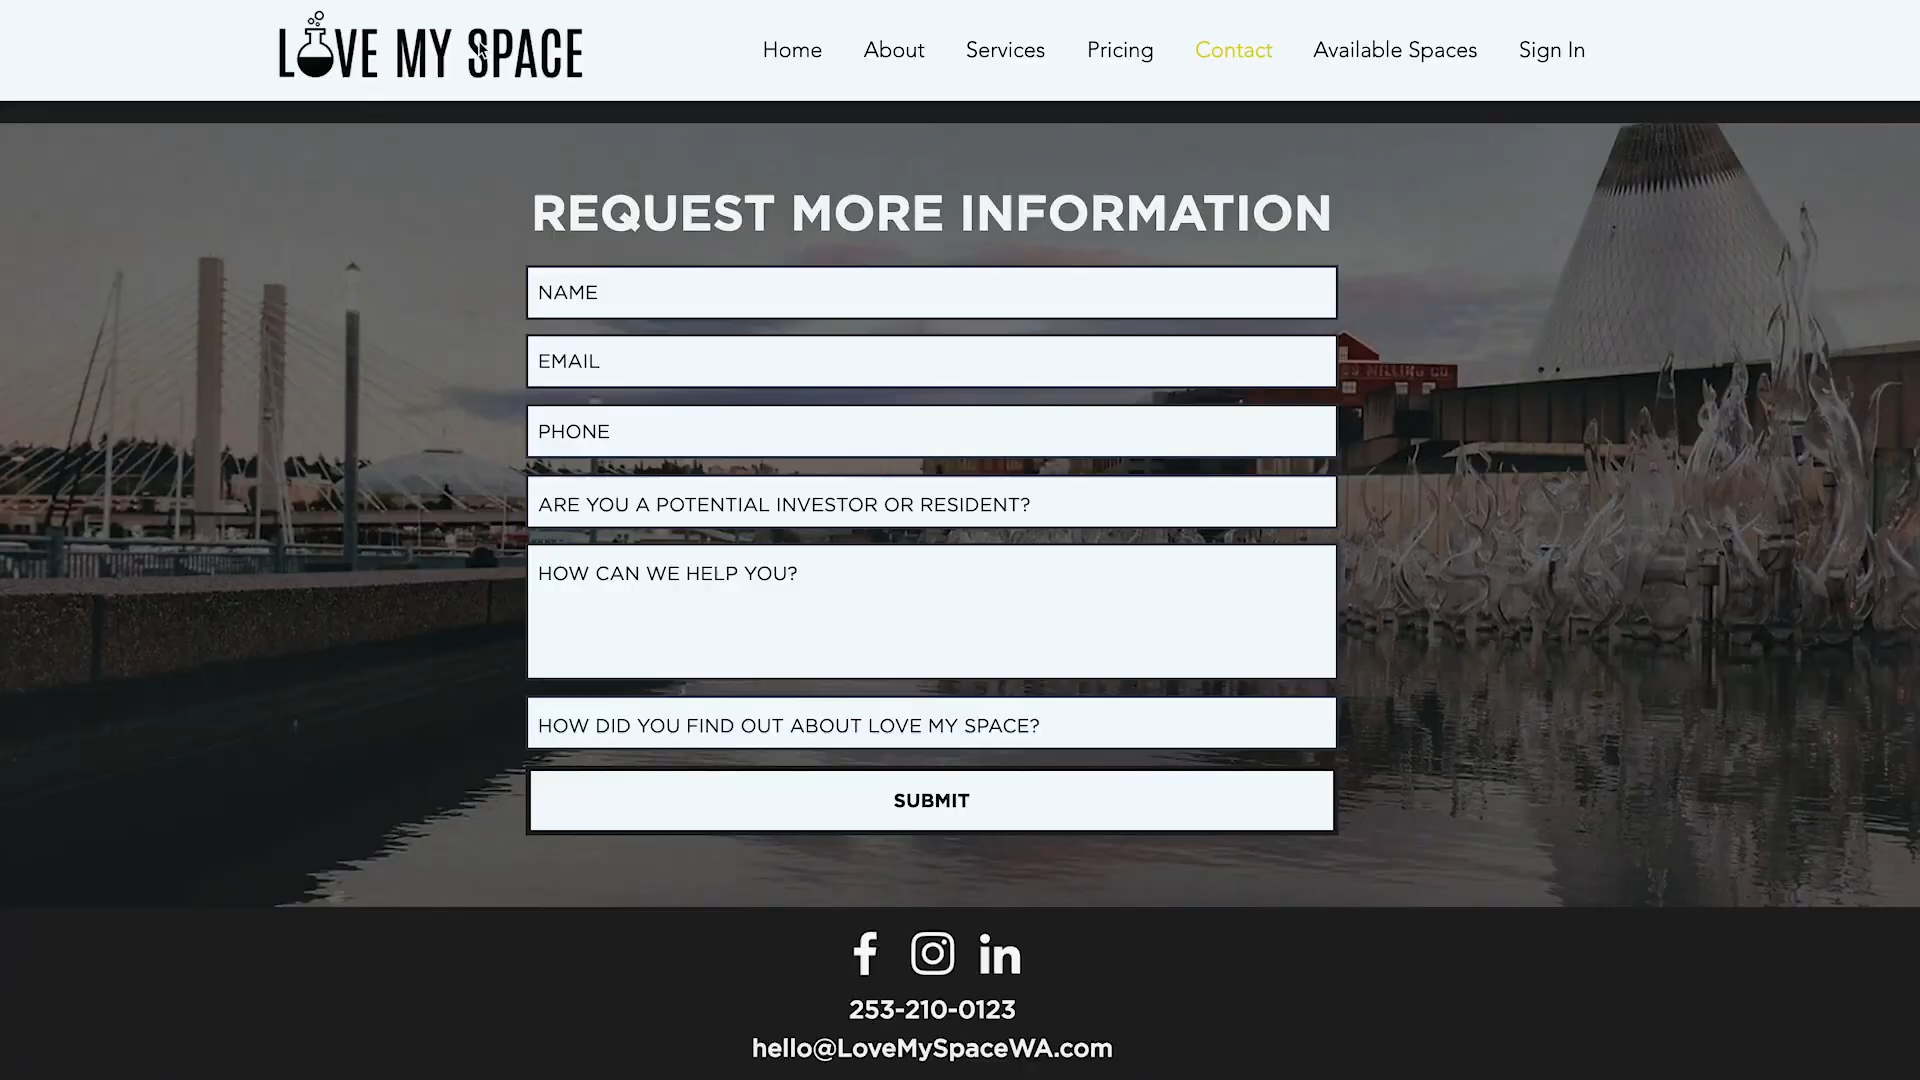 LOVE MY SPACE
Home About Services Pricing Contact Available Spaces Sign In
REQUEST MORE INFORMATION
NAME
EMAIL
PHONE
ARE YOU A POTENTIAL INVESTOR OR RESIDENT?
HOW CAN WE HELP YOU?
HOW DID YOU FIND OUT ABOUT LOVE MY SPACE?
SUBMIT
253-210-0123
hello@LoveMySpaceWA.com